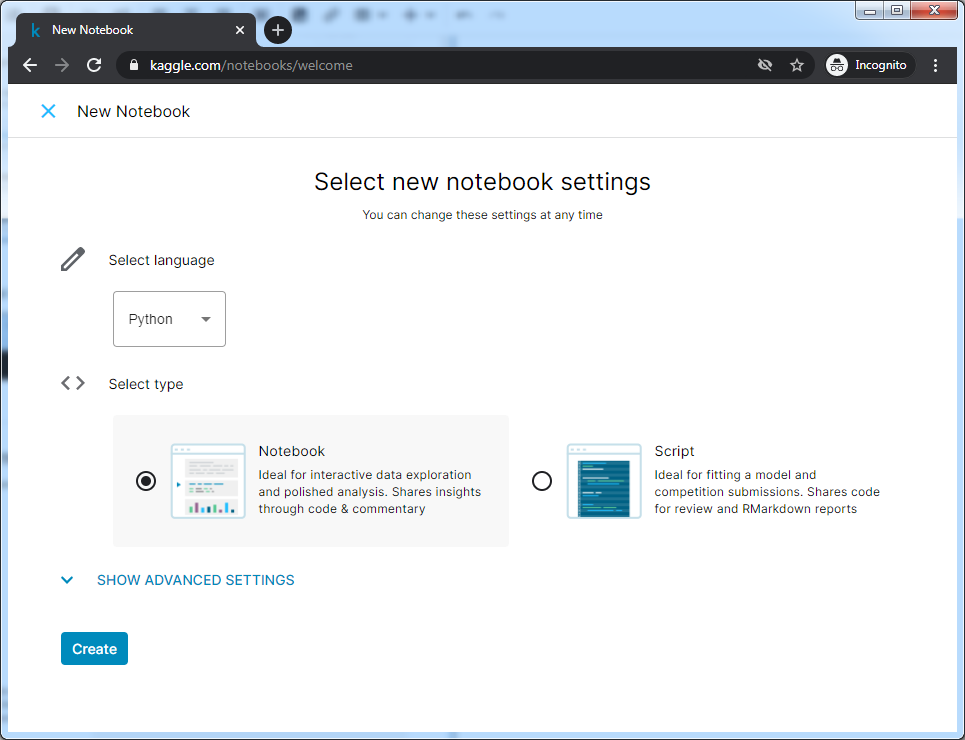 New Notebook
kaggle.com/notebooks/welcome
Incognito
New Notebook
Select new notebook settings
You can change these settings at any time
Select language
Python
Select type
Notebook
Ideal for interactive data exploration
and polished analysis. Shares insights
through code & commentary
Script
Ideal for fitting a model and
competition submissions. Shares code
for review and RMarkdown reports
SHOW ADVANCED SETTINGS
Create